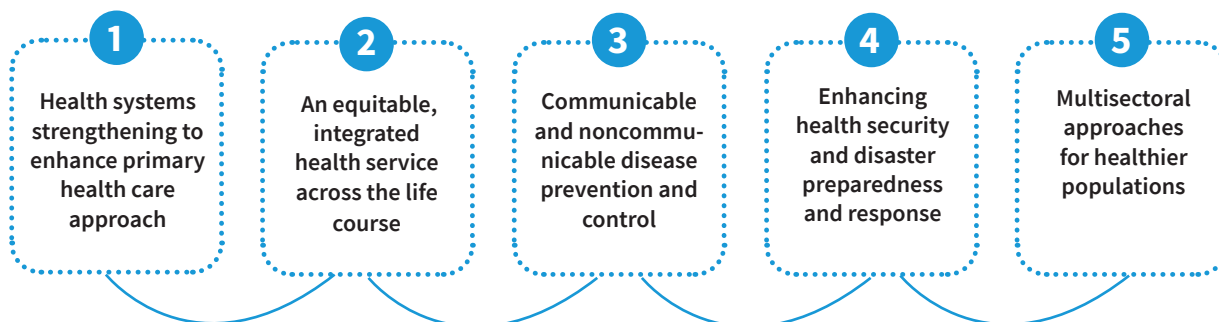 1
Health systems
strengthening to
enhance primary
health care
approach
2
An equitable,
integrated
health service
across the life
course
3
Communicable
and noncommu-
nicable disease
prevention and
control
4
Enhancing
health security
and disaster
preparedness
and response
5
Multisectoral
approaches
for healthier
populations